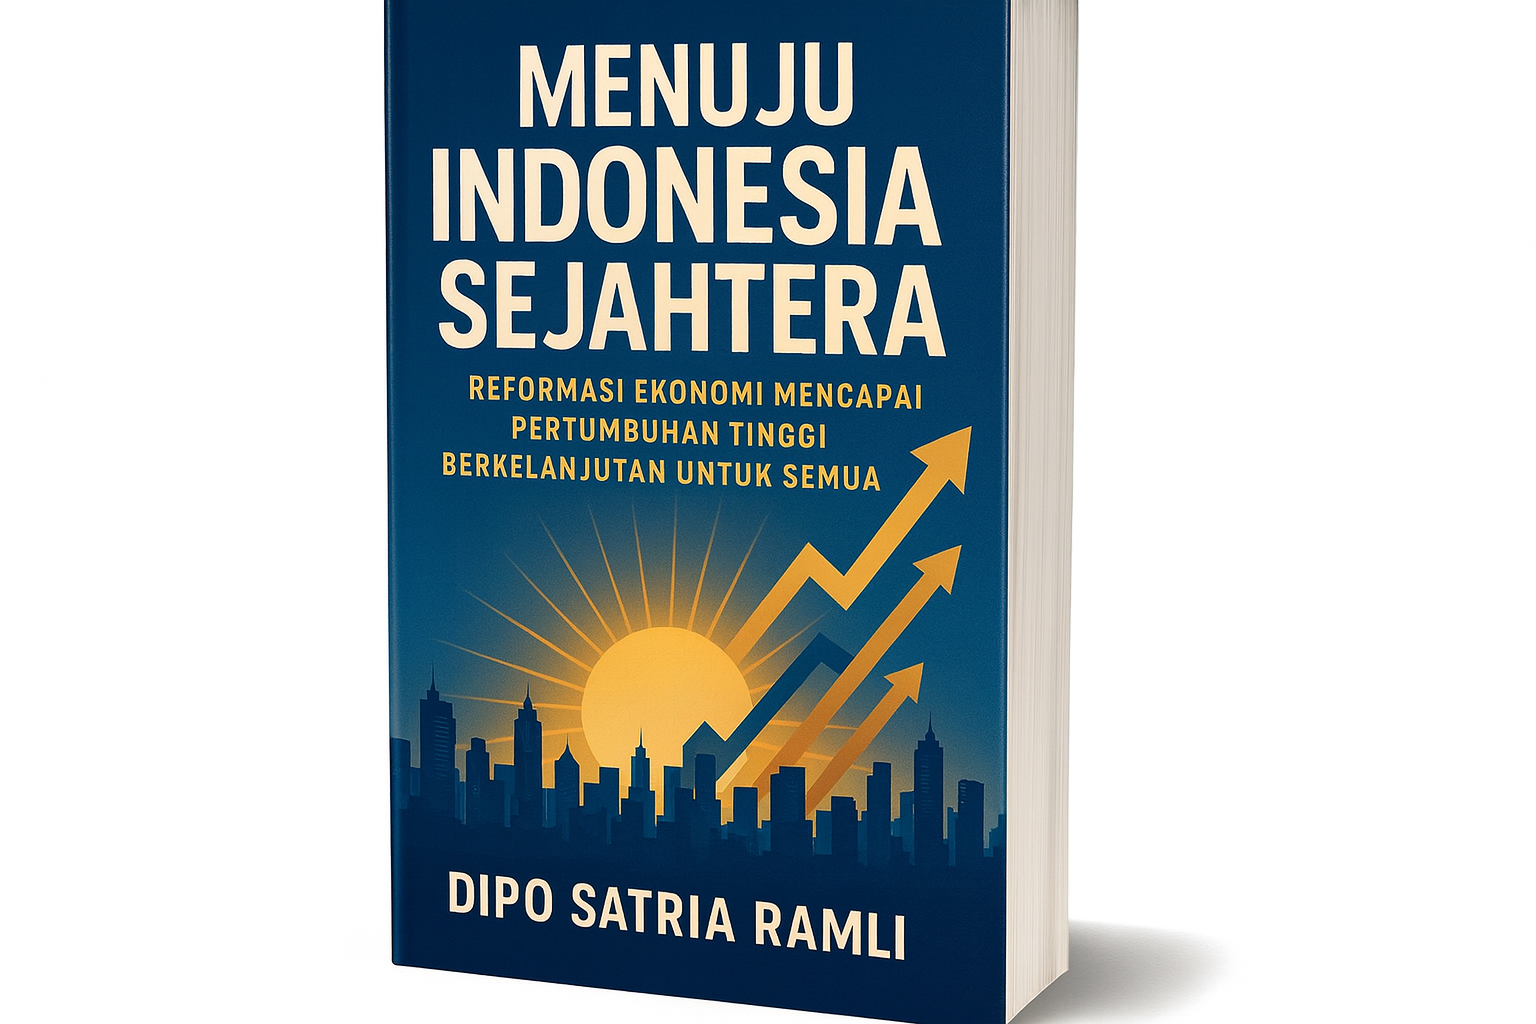 MENUJU
INDONESIA
SEJAHTERA
REFORMASI EKONOMI MENCAPAI
PERTUMBUHAN TINGGI
BERKELANJUTAN UNTUK SEMUA
DIPO SATRIA RAMLI